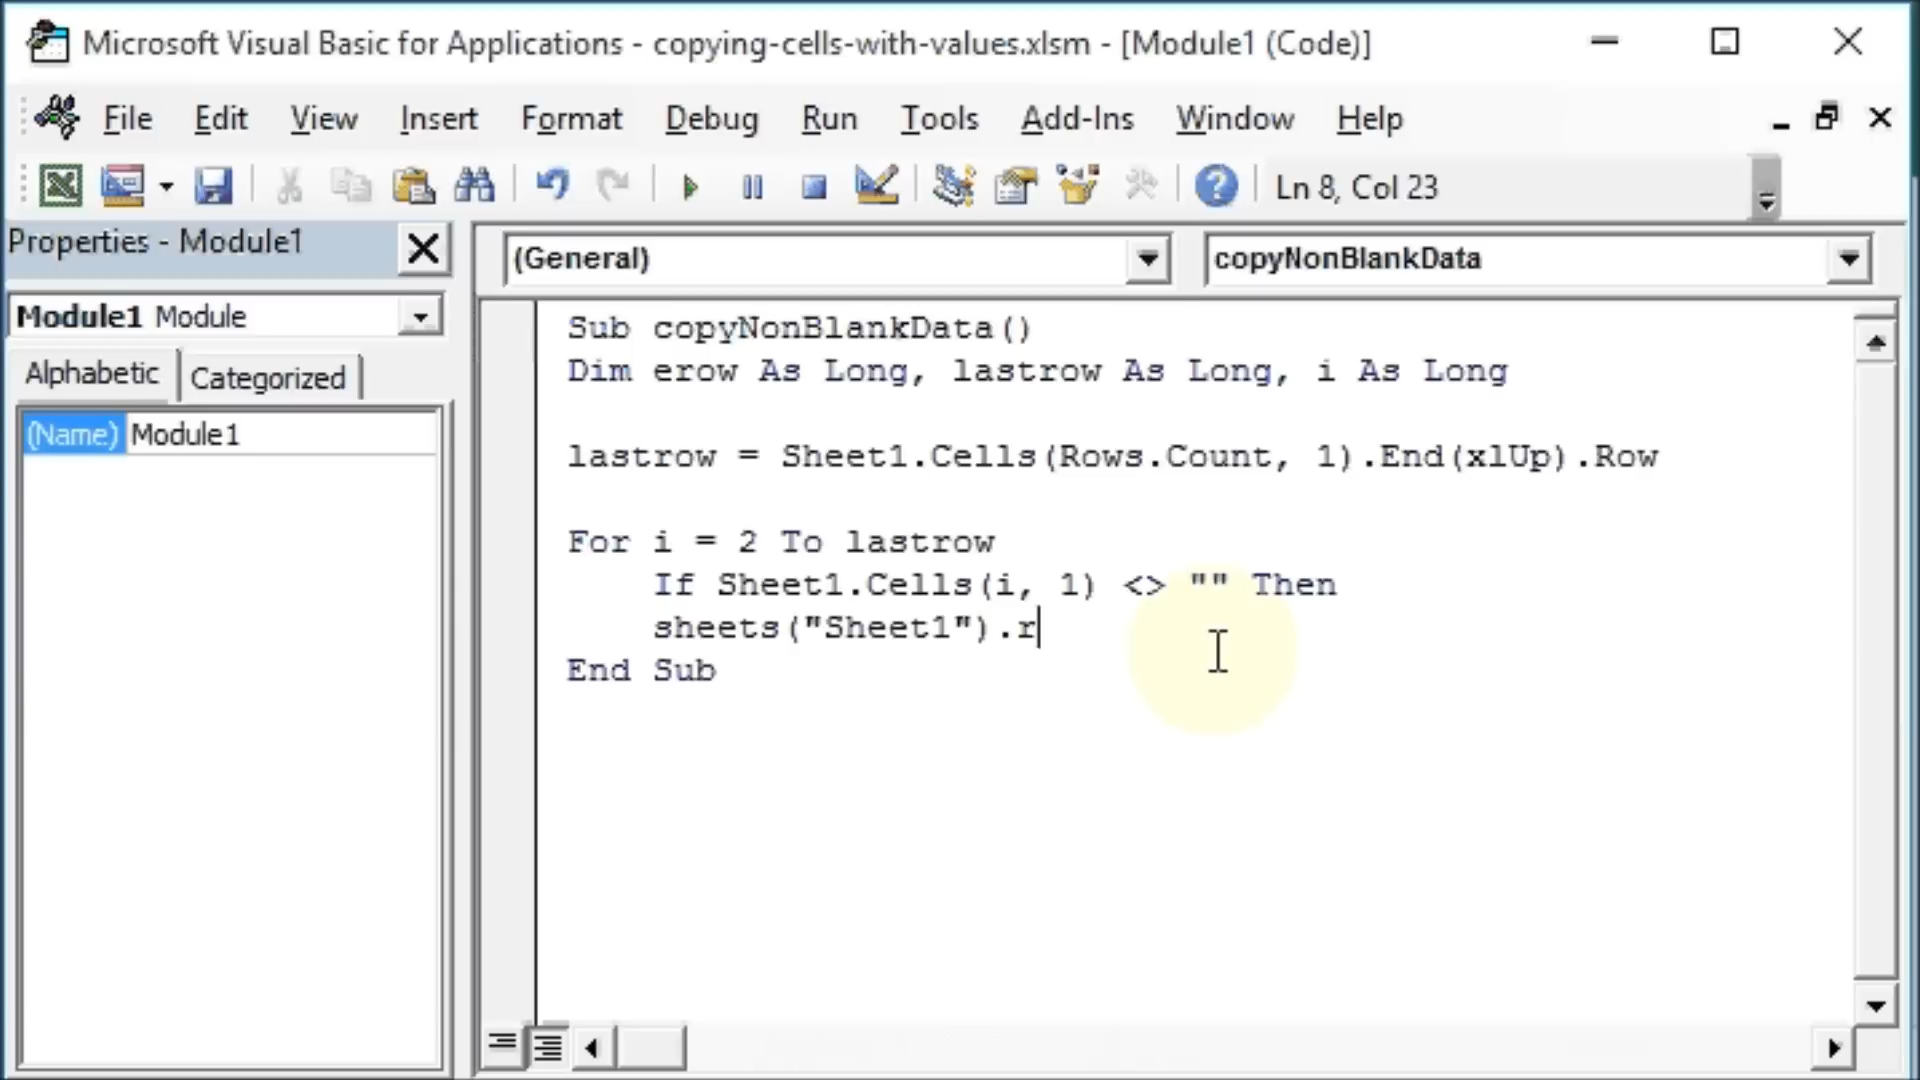 Microsoft Visual Basic for Applications - copying-cells-with-values.xlsm - [Module1 (Code)]
File Edit View Insert Format Debug Run Tools Add-Ins Window Help
Ln 8, Col 23
Properties - Module1
(General) copyNonBlankData
Module1 Module
Alphabetic Categorized
(Name) Module1
Sub copyNonBlankData()
Dim erow As Long, lastrow As Long, i As Long
lastrow = Sheet1.Cells(Rows.Count, 1).End(xlUp).Row
For i = 2 To lastrow
If Sheet1.Cells(i, 1) <> "" Then
sheets("Sheet1").r
End Sub